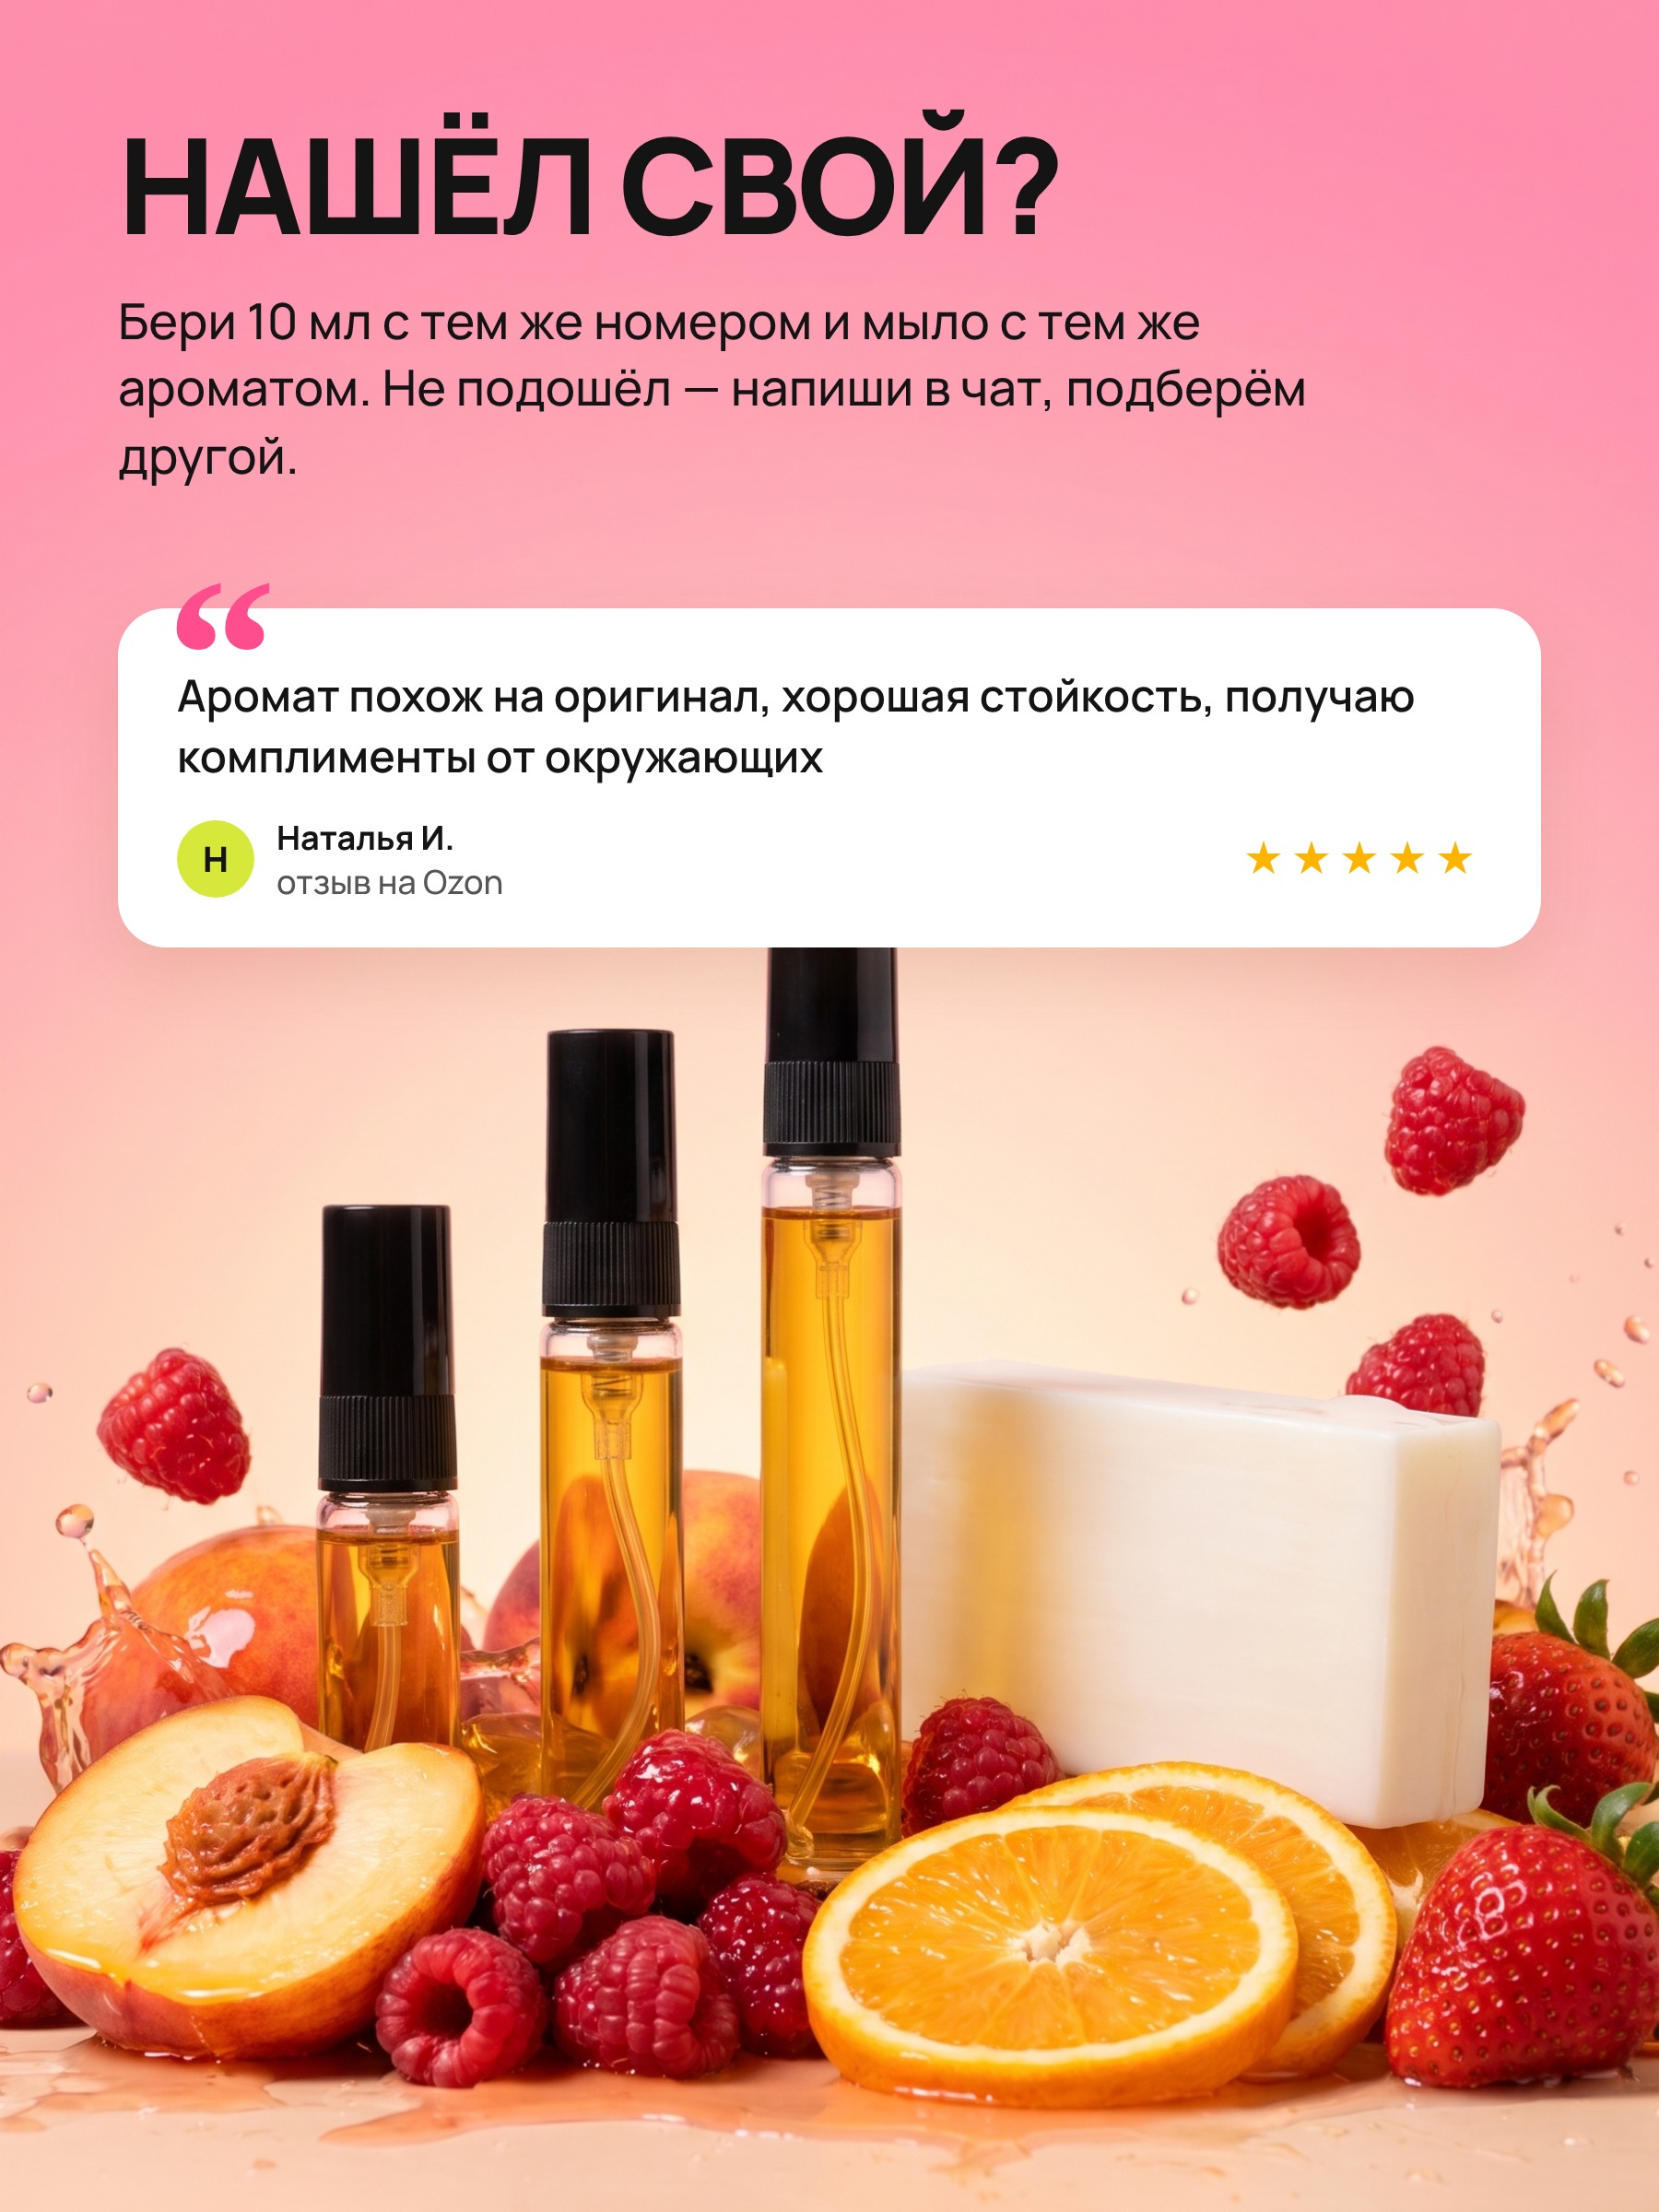 НАШЁЛ СВОЙ?
Бери 10 мл с тем же номером и мыло с тем же
ароматом. Не подошёл — напиши в чат, подберём
другой.
“
Аромат похож на оригинал, хорошая стойкость, получаю
комплименты от окружающих
Н
Наталья И.
отзыв на Ozon
★★★★★